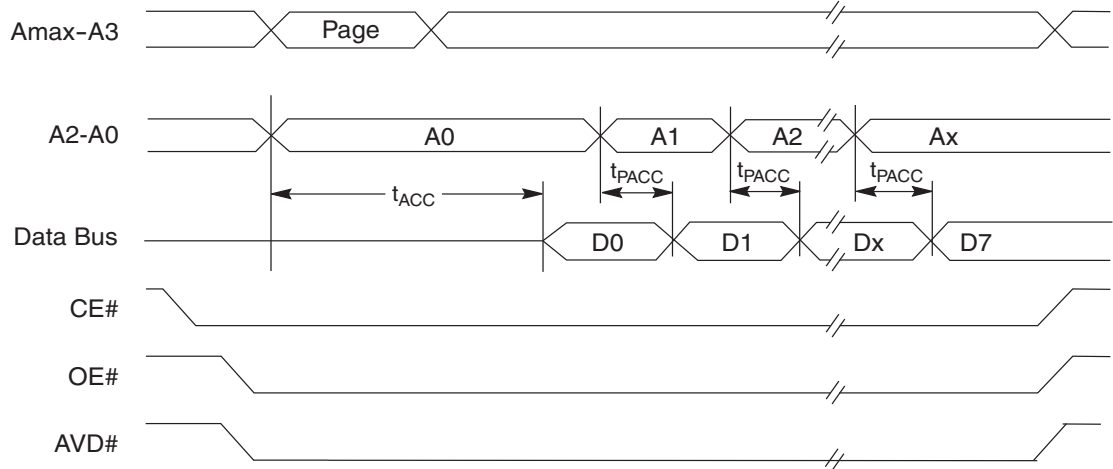 Amax-A3 Page
A2-A0 A0 A1 A2 Ax
tACC tPACC tPACC tPACC
Data Bus D0 D1 Dx D7
CE#
OE#
AVD#